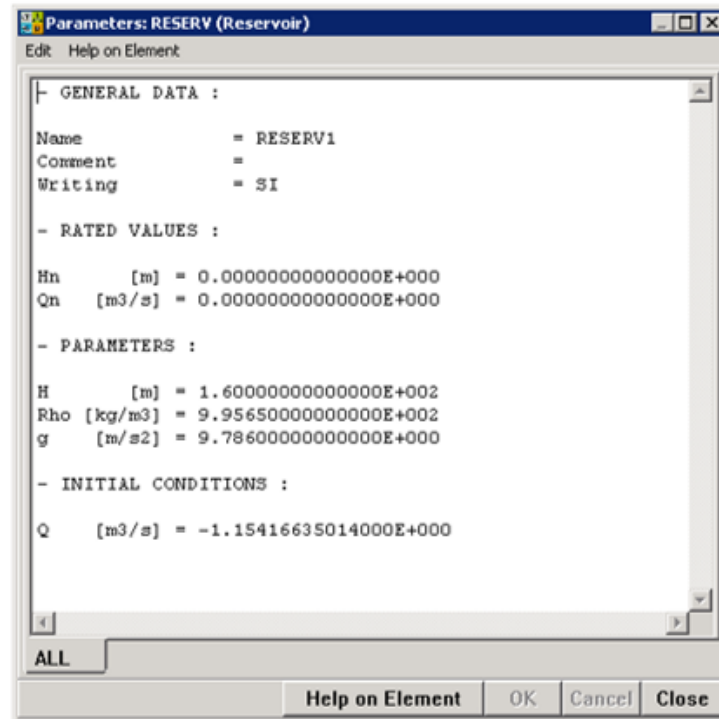 Parameters: RESERV (Reservoir)
Edit Help on Element
- GENERAL DATA :
Name = RESERV1
Comment =
Writing = SI
- RATED VALUES :
Hn [m] = 0.00000000000000E+000
Qn [m3/s] = 0.00000000000000E+000
- PARAMETERS :
H [m] = 1.60000000000000E+002
Rho [kg/m3] = 9.95650000000000E+002
g [m/s2] = 9.78600000000000E+000
- INITIAL CONDITIONS :
Q [m3/s] = -1.15416635014000E+000
ALL
Help on Element OK Cancel Close